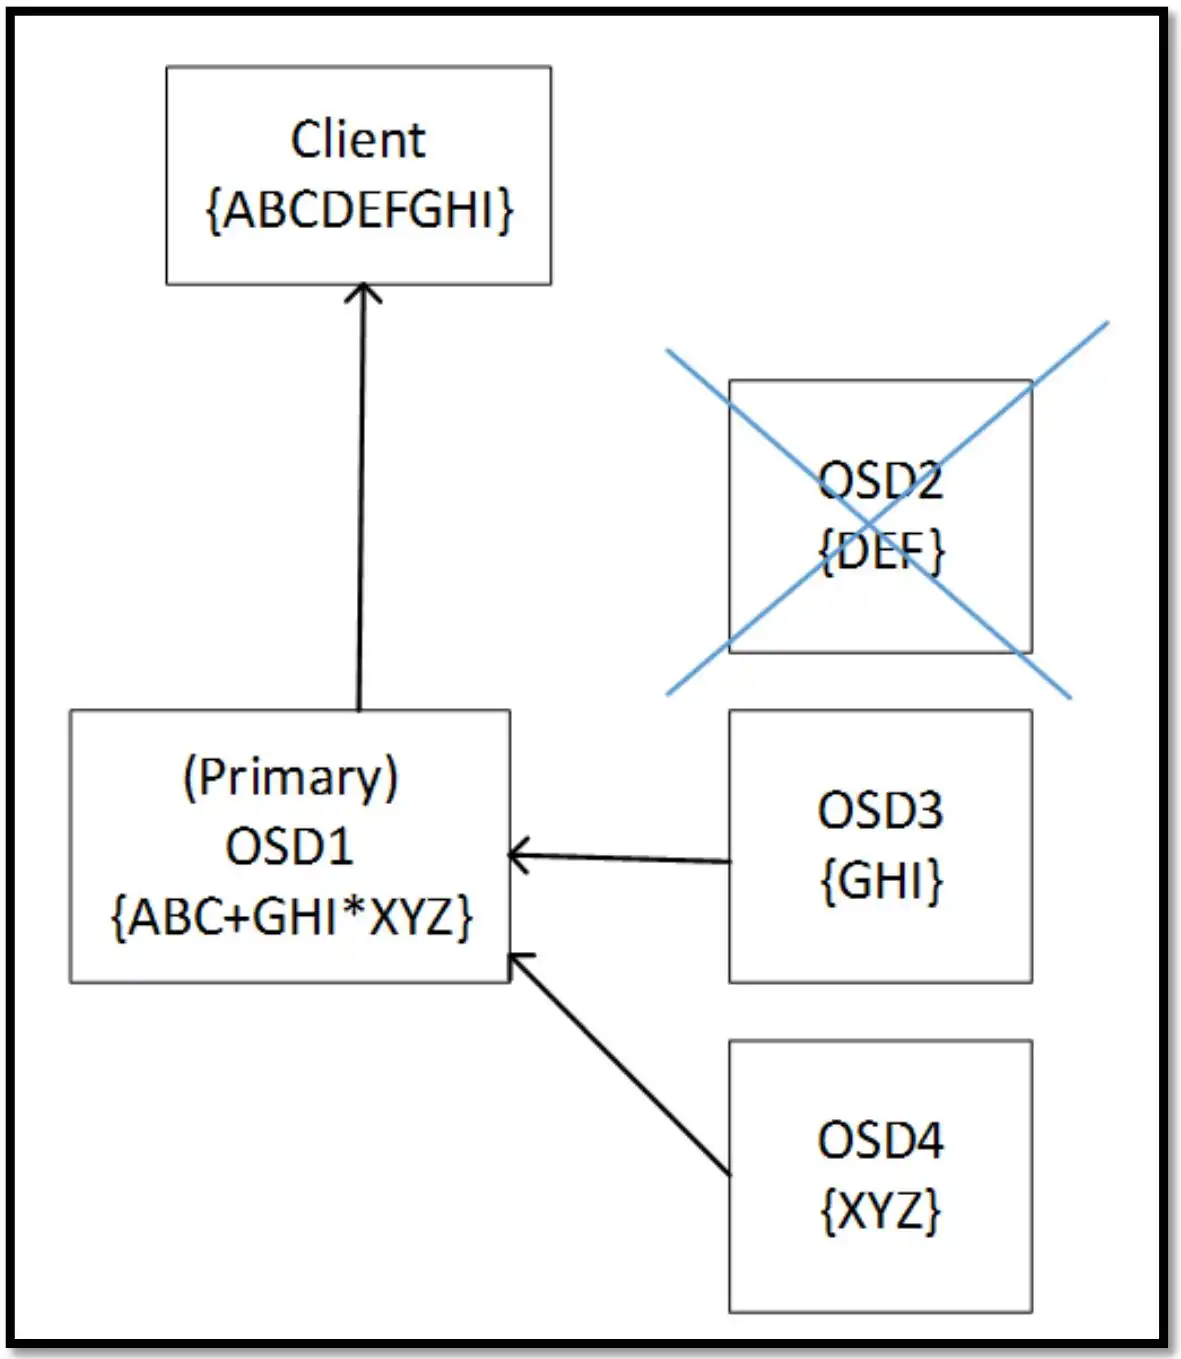 Client
{ABCDEFGHI}
OSD2
{DEF}
(Primary)
OSD1
{ABC+GHI*XYZ}
OSD3
{GHI}
OSD4
{XYZ}